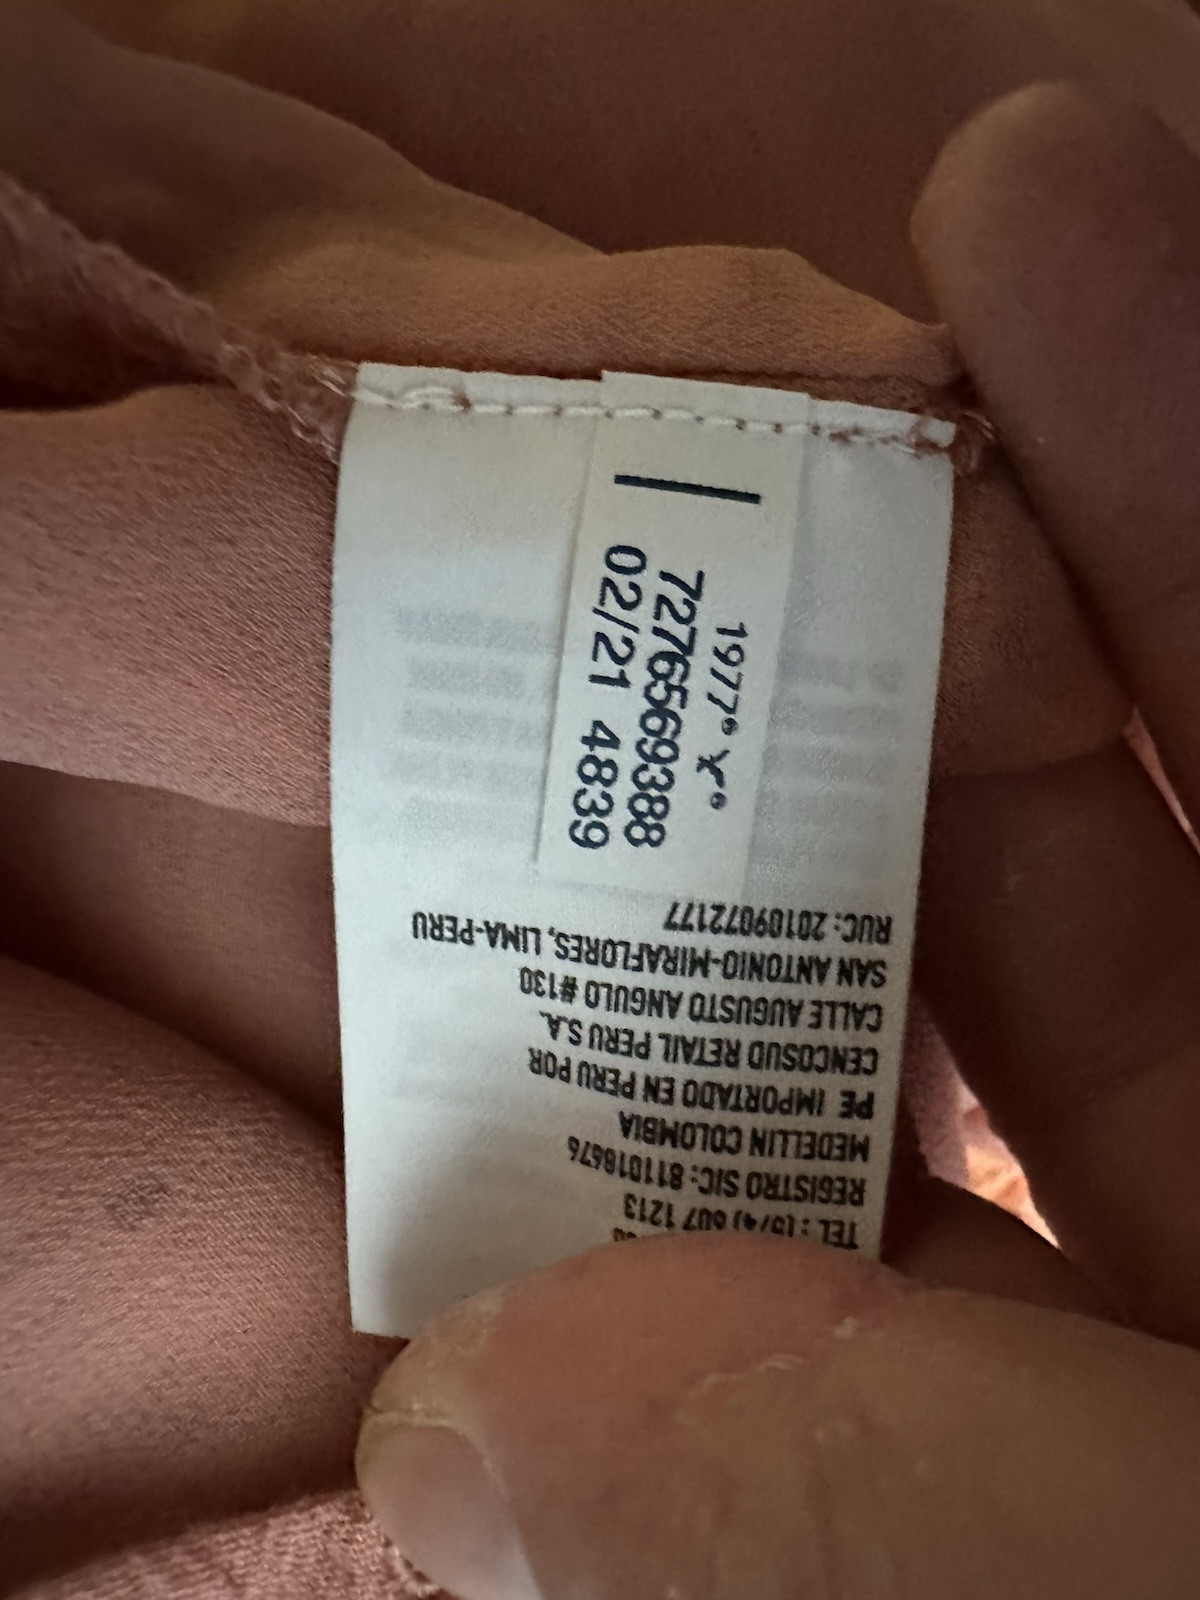 1977
7276569388
02/21 4839
TEL : (574) 607 1213
REGISTRO SIC: 811016676
MEDELLIN COLOMBIA
PE IMPORTADO EN PERU POR
CENCOSUD RETAIL PERU S.A.
CALLE AUGUSTO ANGULO #130
SAN ANTONIO-MIRAFLORES, LIMA-PERU
RUC: 20109072177